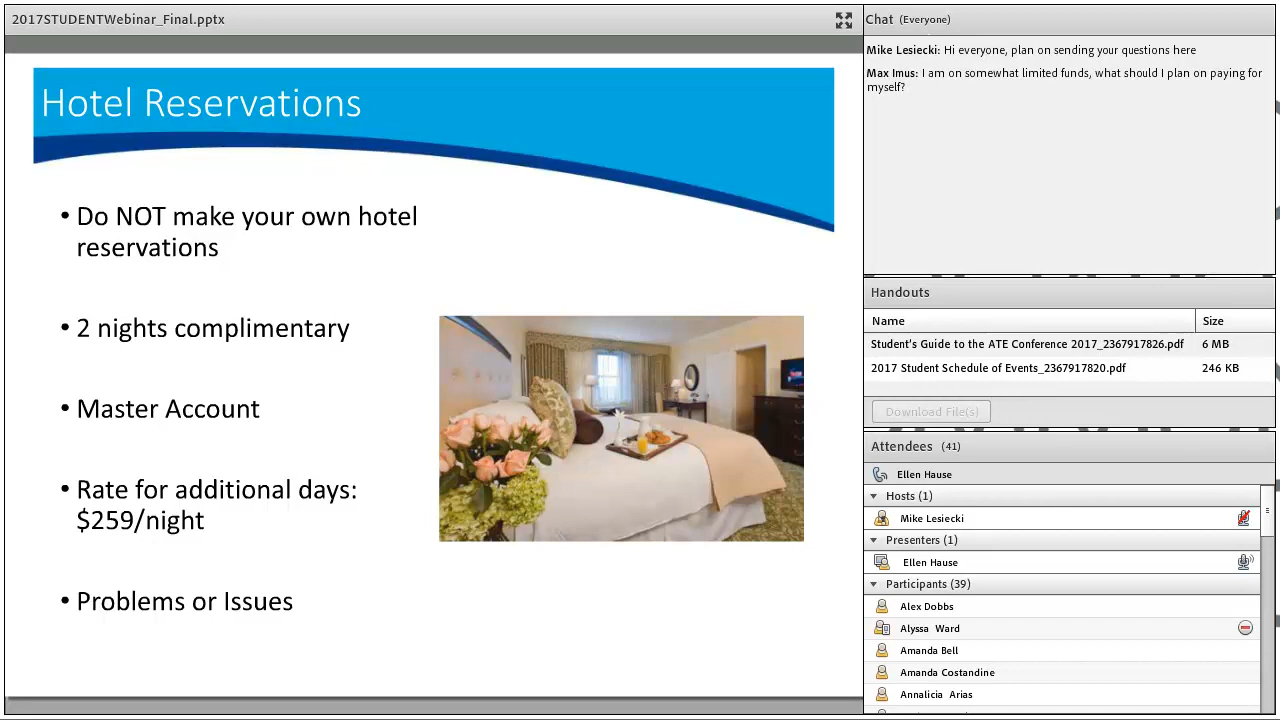 2017STUDENTWebinar_Final.pptx
Hotel Reservations
• Do NOT make your own hotel
reservations
• 2 nights complimentary
• Master Account
• Rate for additional days:
$259/night
• Problems or Issues
Chat (Everyone)
Mike Lesiecki: Hi everyone, plan on sending your questions here
Max Imus: I am on somewhat limited funds, what should I plan on paying for
myself?
Handouts
Name Size
Student's Guide to the ATE Conference 2017_2367917826.pdf 6 MB
2017 Student Schedule of Events_2367917820.pdf 246 KB
Download File(s)
Attendees (41)
Ellen Hause
Hosts (1)
Mike Lesiecki
Presenters (1)
Ellen Hause
Participants (39)
Alex Dobbs
Alyssa Ward
Amanda Bell
Amanda Costandine
Annalicia Arias